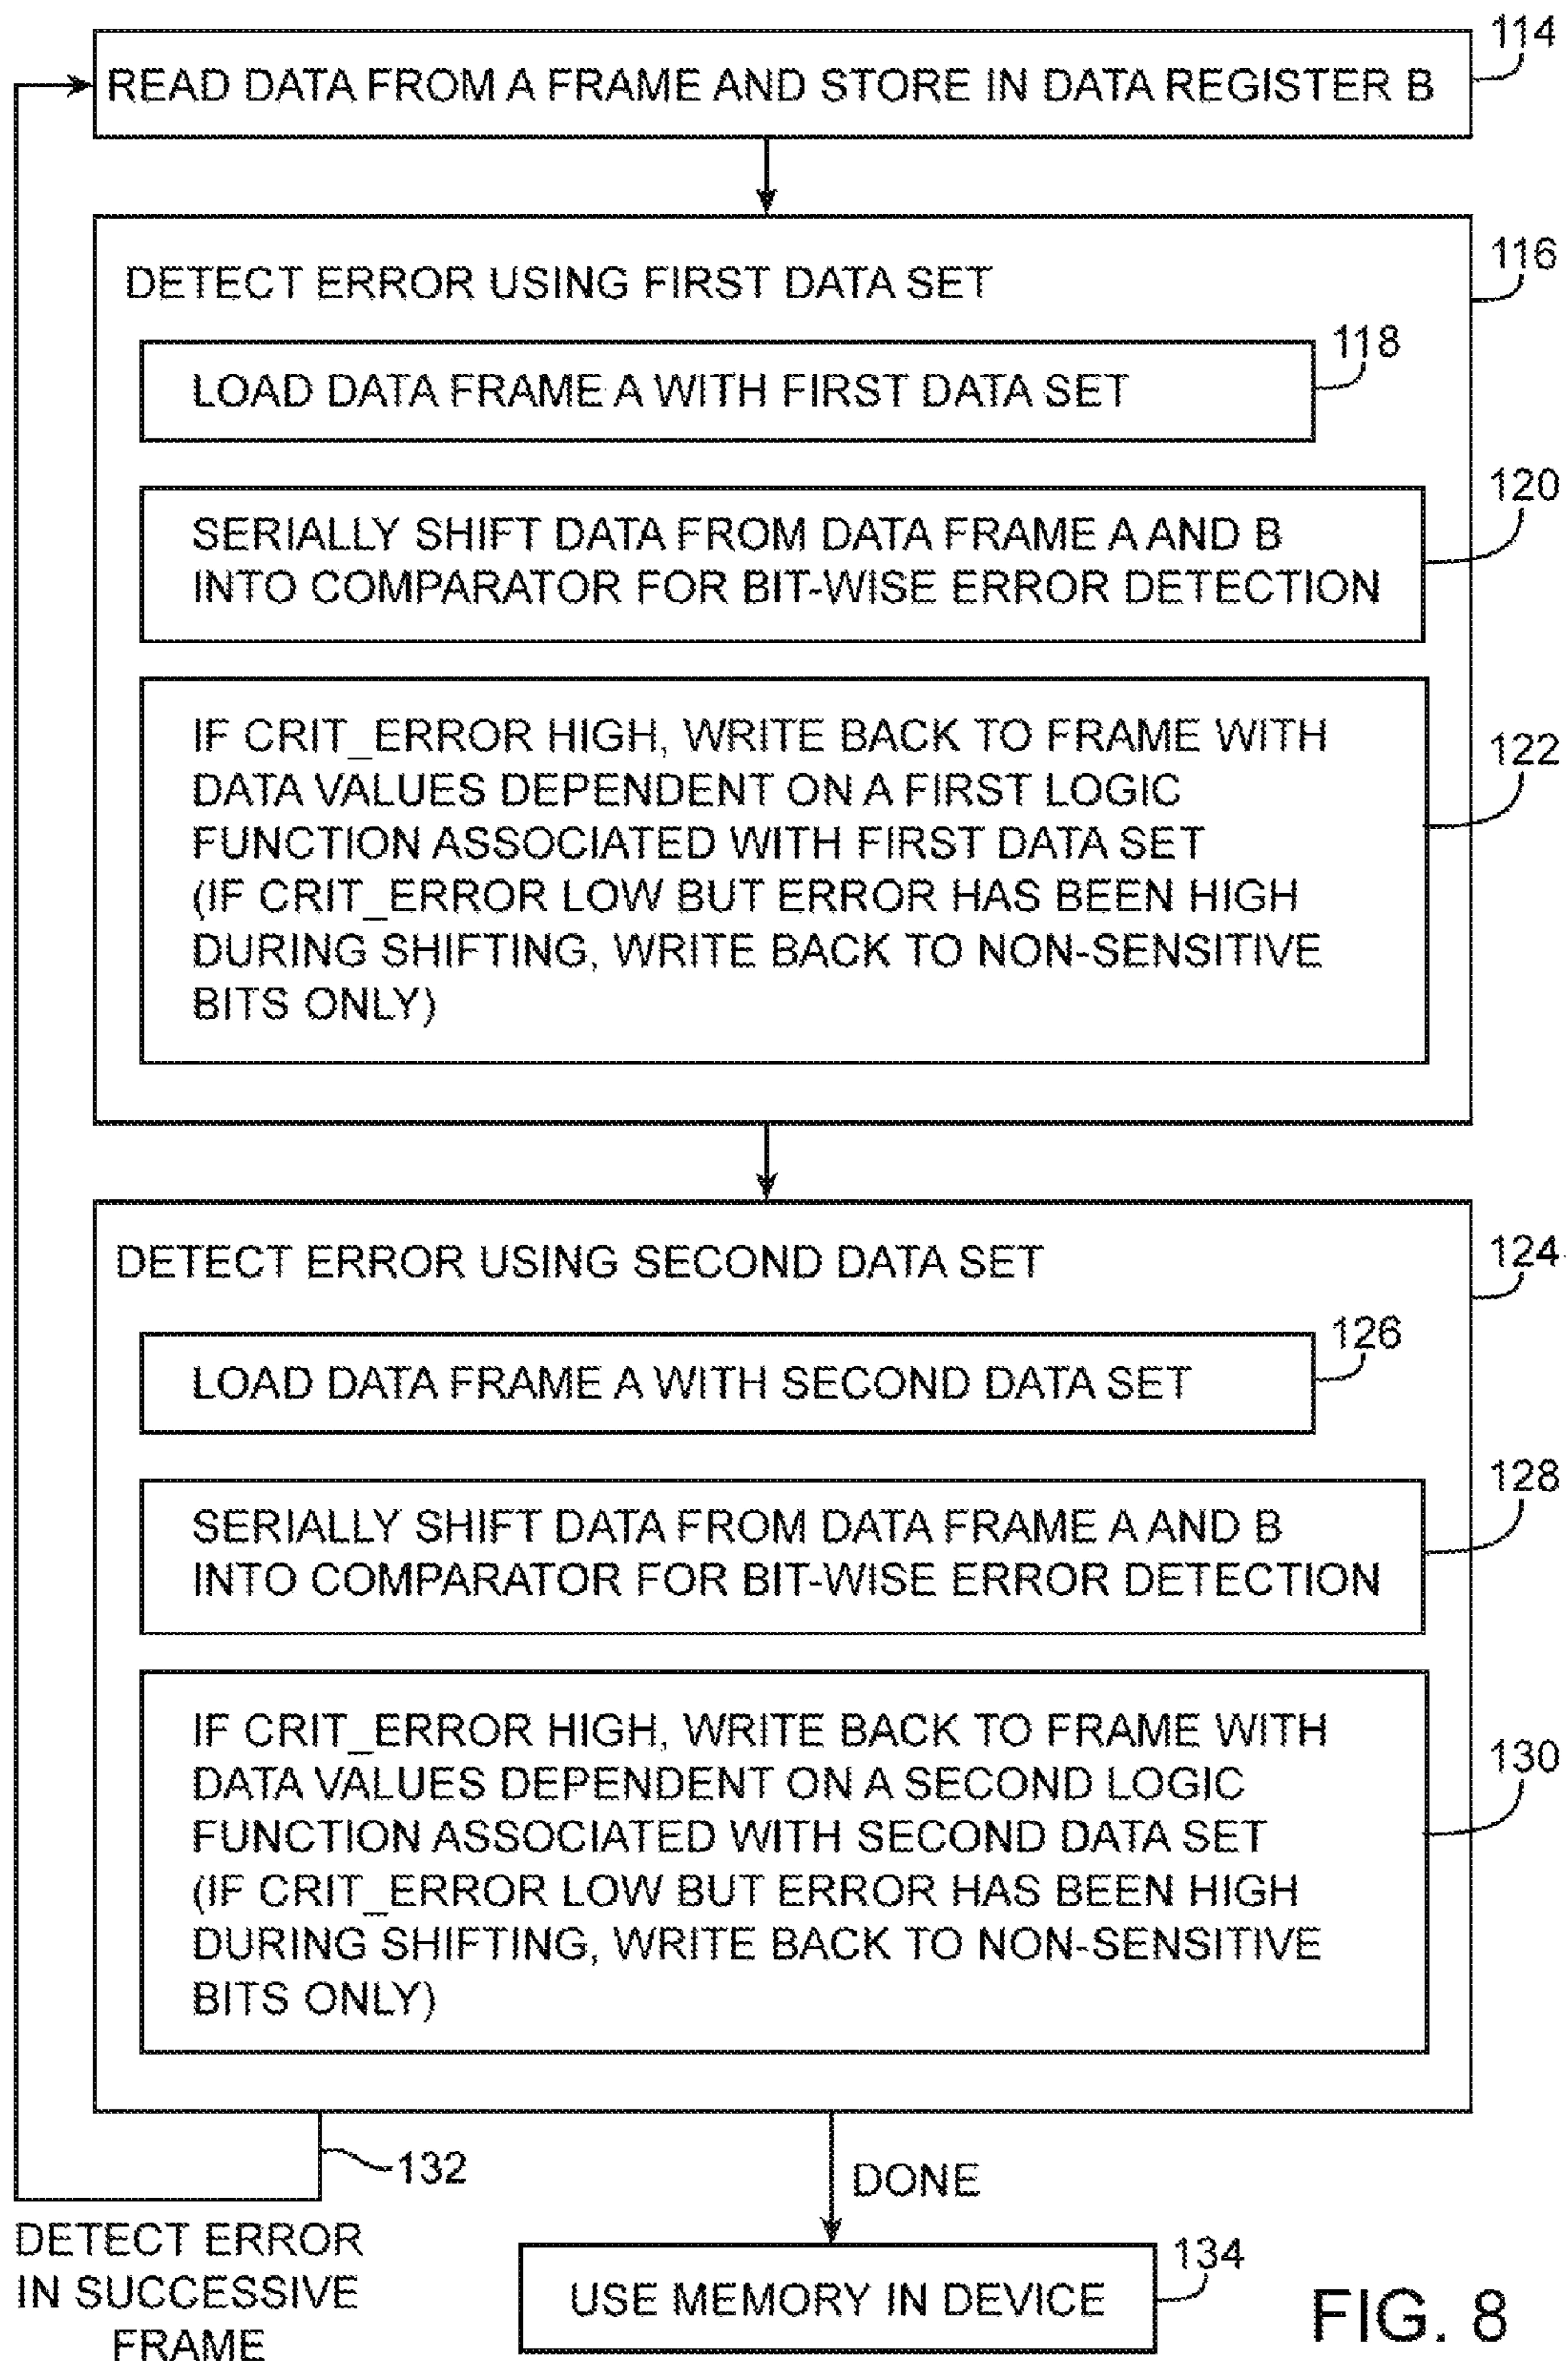 114
READ DATA FROM A FRAME AND STORE IN DATA REGISTER B
116
DETECT ERROR USING FIRST DATA SET
118
LOAD DATA FRAME A WITH FIRST DATA SET
120
SERIALLY SHIFT DATA FROM DATA FRAME A AND B
INTO COMPARATOR FOR BIT-WISE ERROR DETECTION
122
IF CRIT_ERROR HIGH, WRITE BACK TO FRAME WITH
DATA VALUES DEPENDENT ON A FIRST LOGIC
FUNCTION ASSOCIATED WITH FIRST DATA SET
(IF CRIT_ERROR LOW BUT ERROR HAS BEEN HIGH
DURING SHIFTING, WRITE BACK TO NON-SENSITIVE
BITS ONLY)
124
DETECT ERROR USING SECOND DATA SET
126
LOAD DATA FRAME A WITH SECOND DATA SET
128
SERIALLY SHIFT DATA FROM DATA FRAME A AND B
INTO COMPARATOR FOR BIT-WISE ERROR DETECTION
130
IF CRIT_ERROR HIGH, WRITE BACK TO FRAME WITH
DATA VALUES DEPENDENT ON A SECOND LOGIC
FUNCTION ASSOCIATED WITH SECOND DATA SET
(IF CRIT_ERROR LOW BUT ERROR HAS BEEN HIGH
DURING SHIFTING, WRITE BACK TO NON-SENSITIVE
BITS ONLY)
132
DONE
DETECT ERROR
IN SUCCESSIVE
FRAME
134
USE MEMORY IN DEVICE
FIG. 8